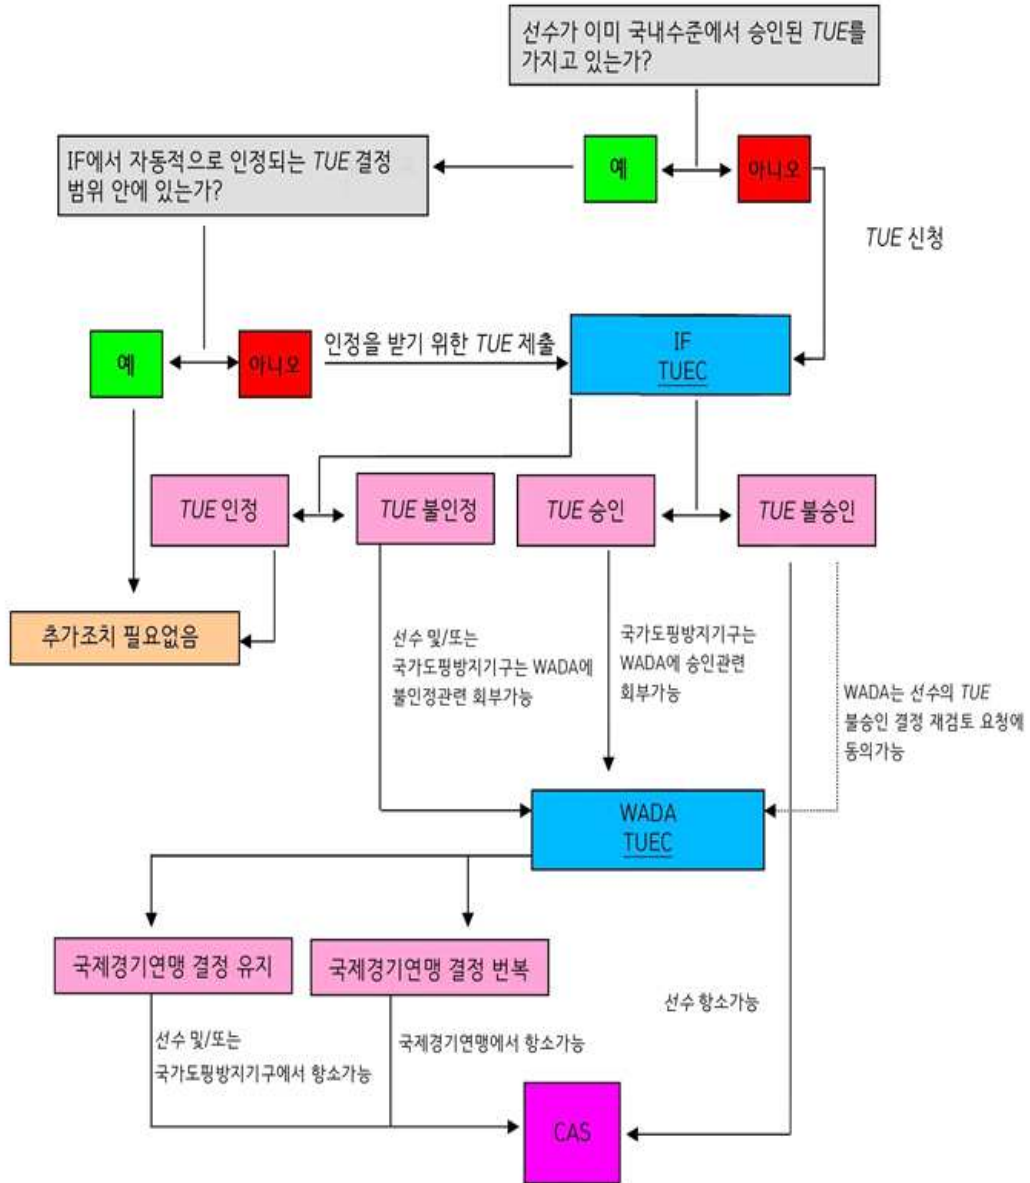 선수가 이미 국내수준에서 승인된 TUE를
가지고 있는가?
IF에서 자동적으로 인정되는 TUE 결정
범위 안에 있는가?
예
아니오
TUE 신청
예
아니오
인정을 받기 위한 TUE 제출
IF
TUEC
TUE 인정
TUE 불인정
TUE 승인
TUE 불승인
추가조치 필요없음
선수 및/또는
국가도핑방지기구는 WADA에
불인정관련 회부가능
국가도핑방지기구는
WADA에 승인관련
회부가능
WADA는 선수의 TUE
불승인 결정 재검토 요청에
동의가능
WADA
TUEC
국제경기연맹 결정 유지
국제경기연맹 결정 번복
선수 항소가능
선수 및/또는
국가도핑방지기구에서 항소가능
국제경기연맹에서 항소가능
CAS